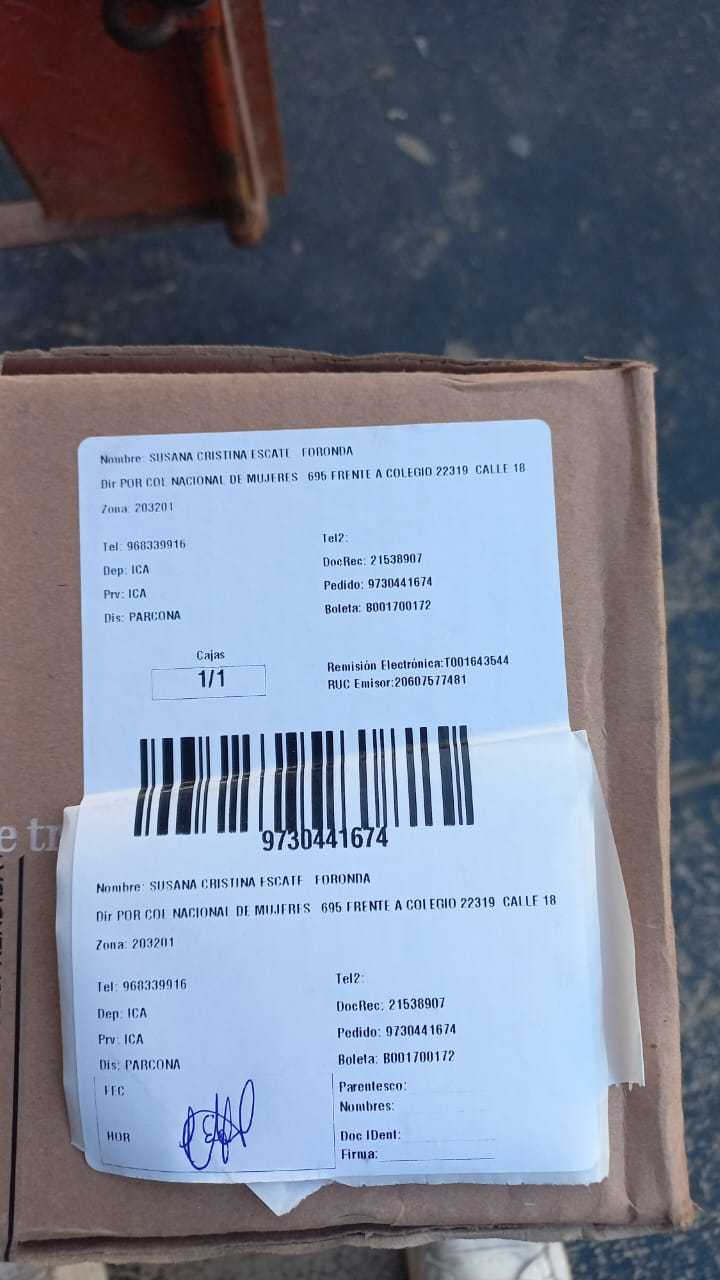 Nombre: SUSANA CRISTINA ESCATE FORONDA
Dir POR COL NACIONAL DE MUJERES 695 FRENTE A COLEGIO 22319 CALLE 18
Zona: 203201
Tel: 968339916 Tel2:
Dep: ICA DocRec: 21538907
Prv: ICA Pedido: 9730441674
Dis: PARCONA Boleta: B001700172
Cajas
1/1
Remisión Electrónica:T001643544
RUC Emisor:20607577481
9730441674
e tr
Nombre: SUSANA CRISTINA ESCATE FORONDA
Dir POR COL NACIONAL DE MUJERES 695 FRENTE A COLEGIO 22319 CALLE 18
Zona: 203201
Tel: 968339916 Tel2:
Dep: ICA DocRec: 21538907
Prv: ICA Pedido: 9730441674
Dis: PARCONA Boleta: B001700172
FEC Parentesco:
Nombres:
HOR Doc IDent:
Firma: